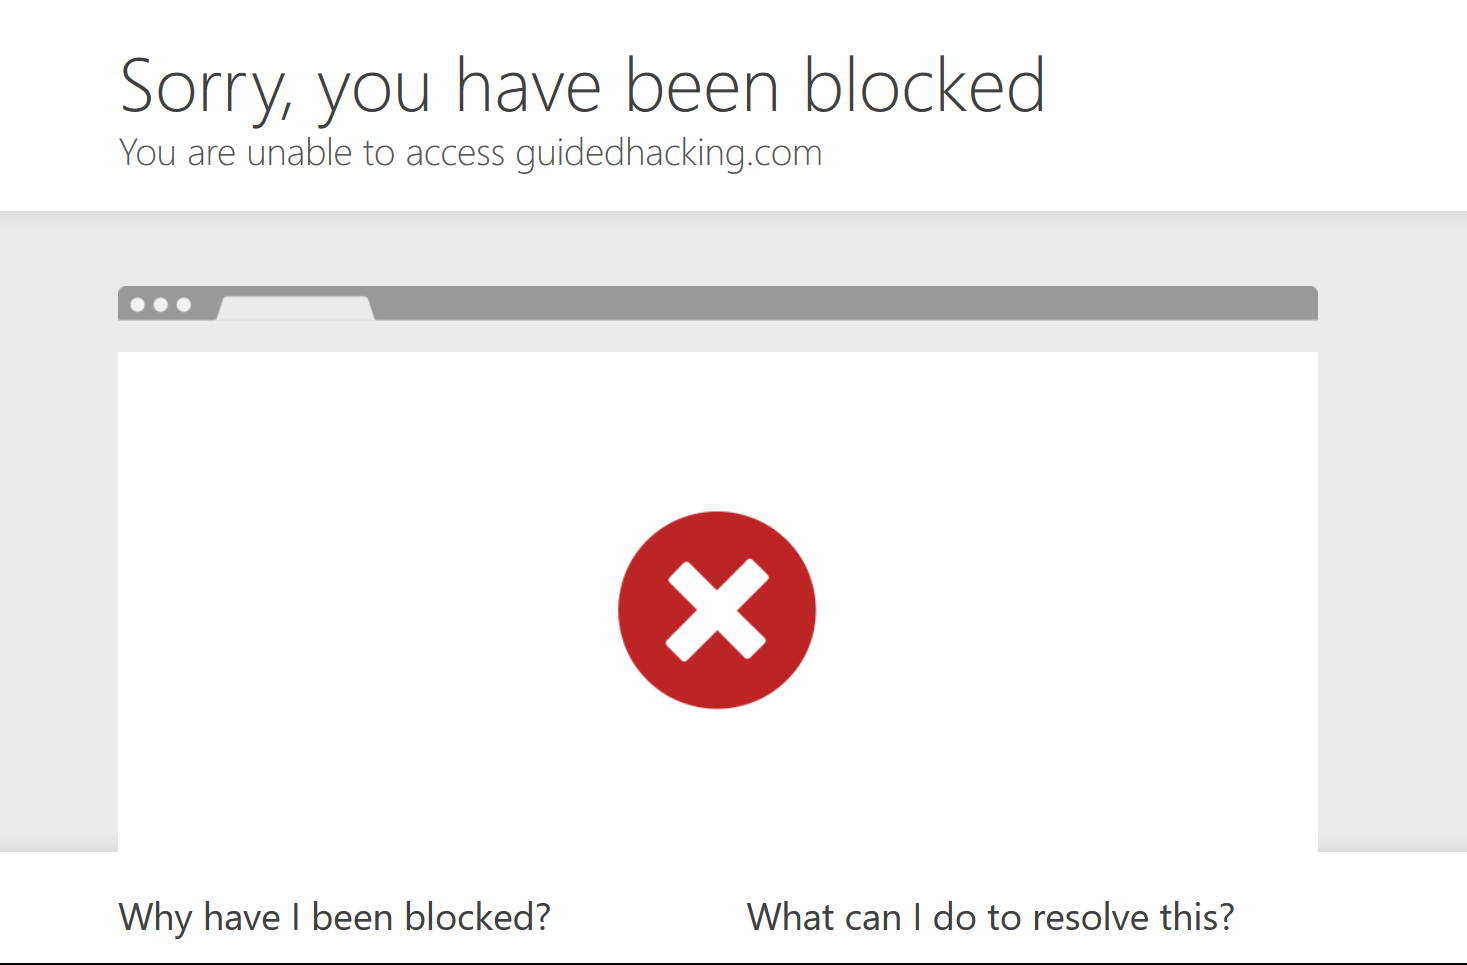 Sorry, you have been blocked
You are unable to access guidedhacking.com
Why have I been blocked?
What can I do to resolve this?